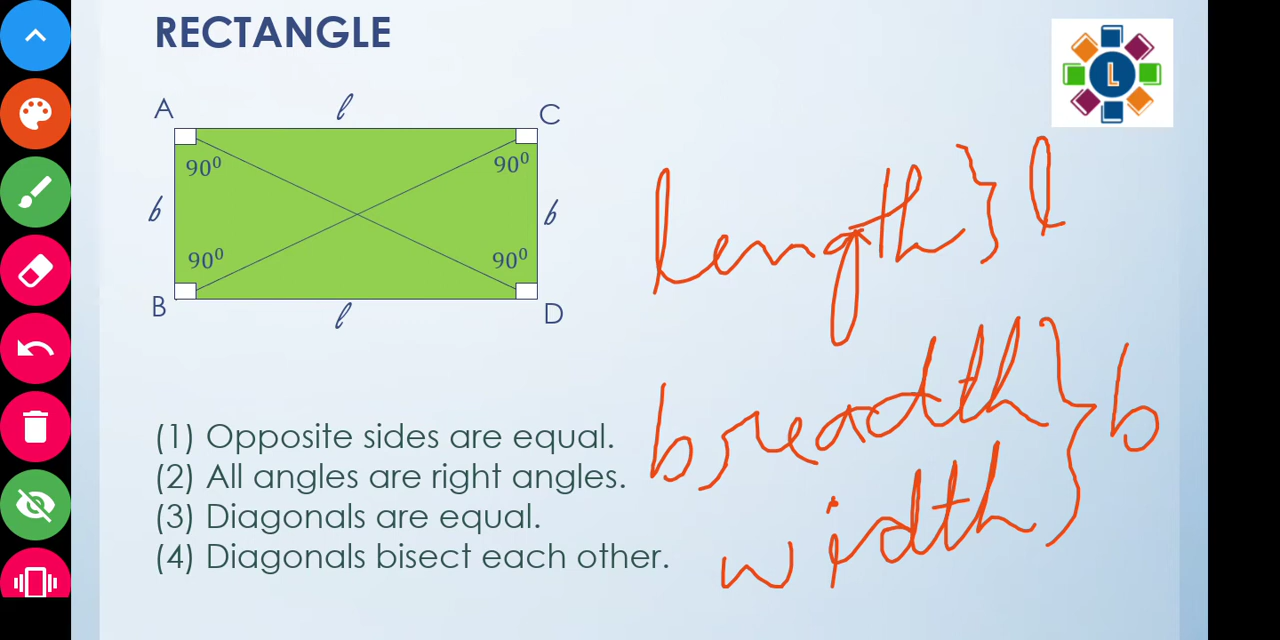 RECTANGLE
L
A
ℓ
C
90⁰
90⁰
b
b
90⁰
90⁰
B
ℓ
D
length } l
breadth } b
width
(1) Opposite sides are equal.
(2) All angles are right angles.
(3) Diagonals are equal.
(4) Diagonals bisect each other.